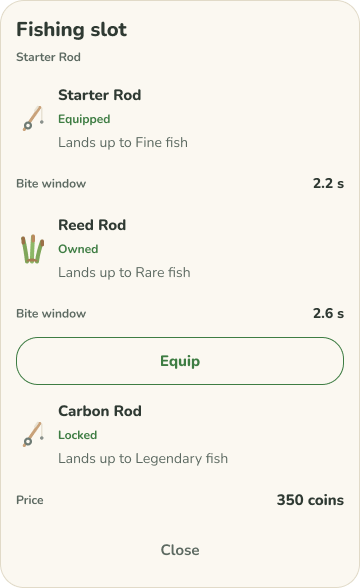 Fishing slot
Starter Rod
Starter Rod
Equipped
Lands up to Fine fish
Bite window 2.2 s
Reed Rod
Owned
Lands up to Rare fish
Bite window 2.6 s
Equip
Carbon Rod
Locked
Lands up to Legendary fish
Price 350 coins
Close